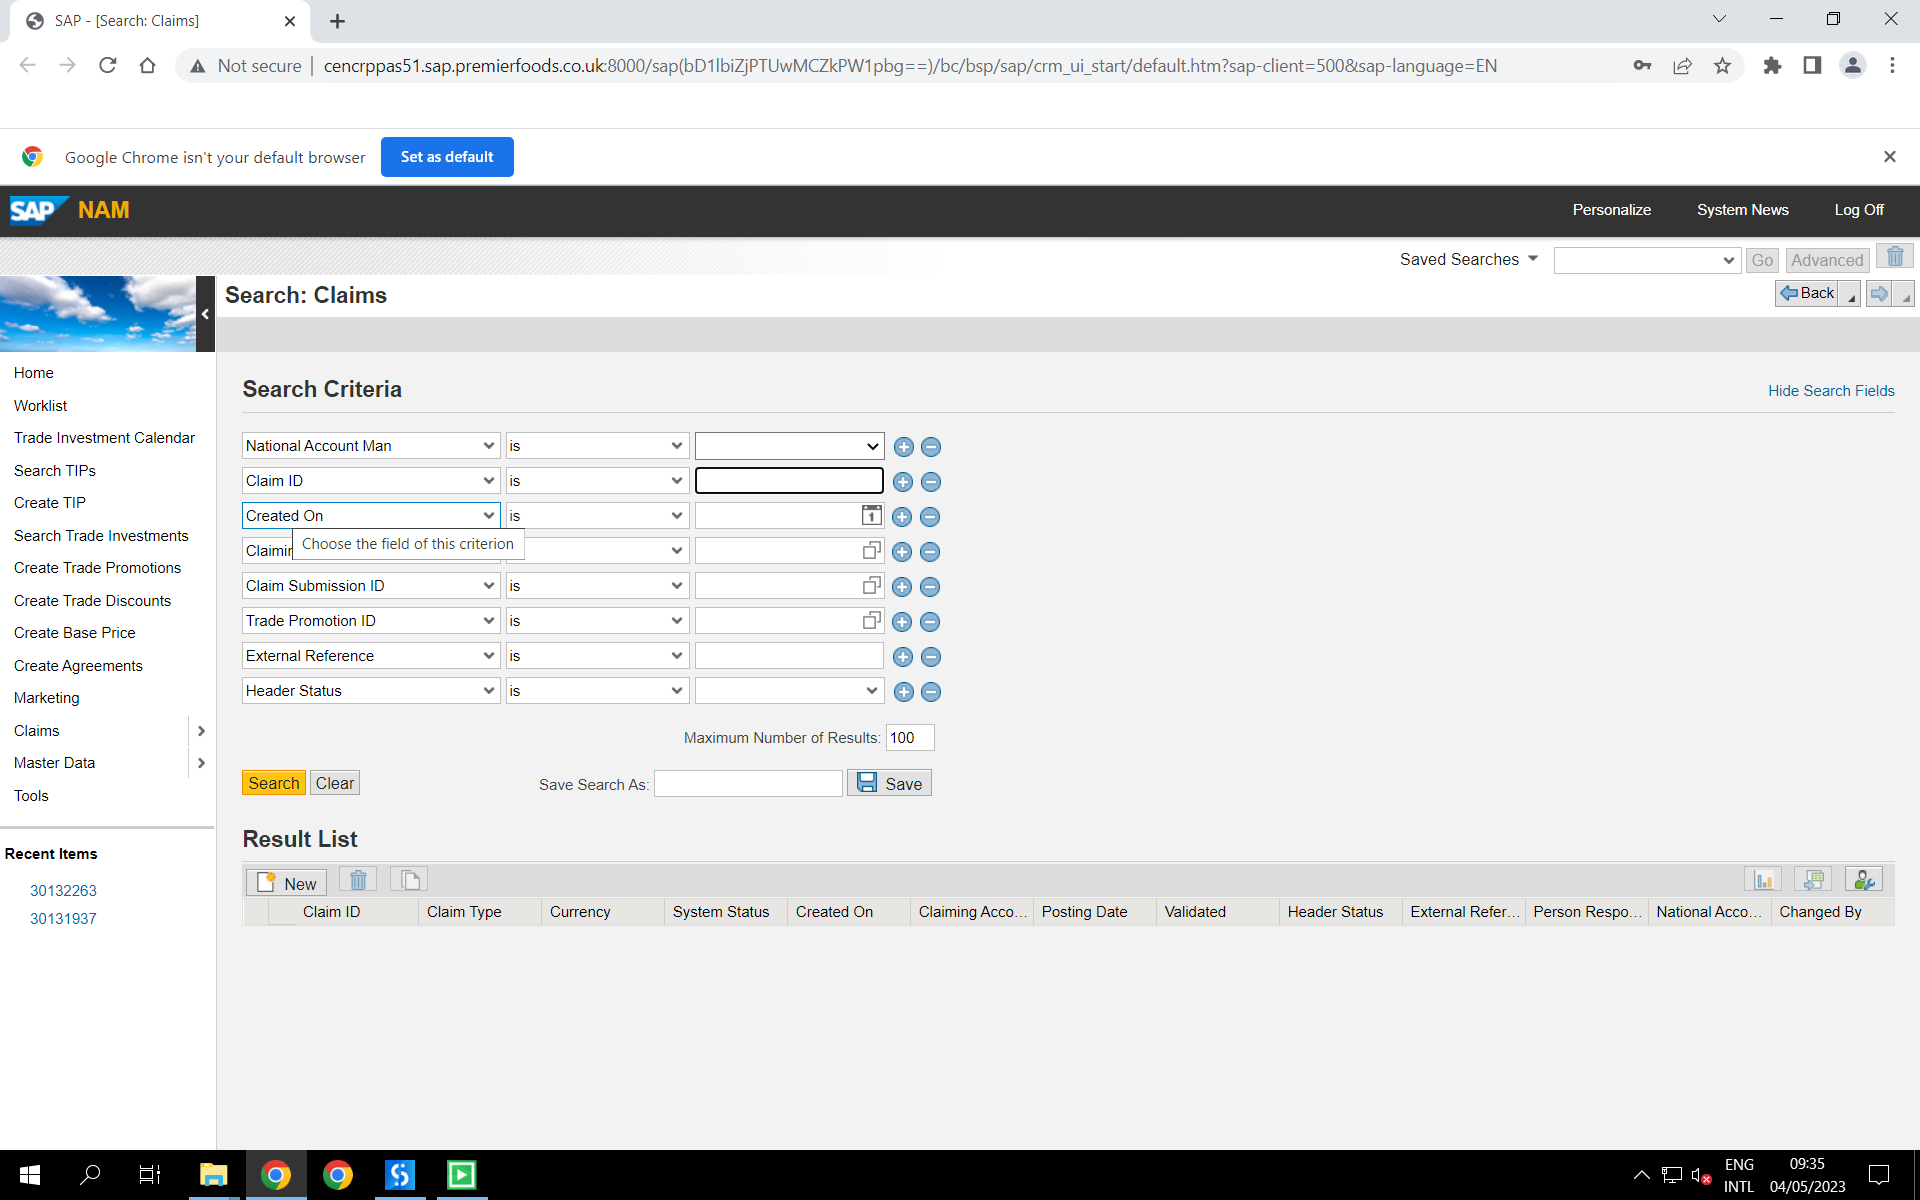 SAP - [Search: Claims]
Not secure
cencrppas51.sap.premierfoods.co.uk:8000/sap(bD1lbiZjPTUwMCZkPW1pbg==)/bc/bsp/sap/crm_ui_start/default.htm?sap-client=500&sap-language=EN
Google Chrome isn't your default browser
Set as default
SAP NAM
Personalize
System News
Log Off
Saved Searches
Go
Advanced
Search: Claims
Back
Home
Worklist
Trade Investment Calendar
Search TIPs
Create TIP
Search Trade Investments
Create Trade Promotions
Create Trade Discounts
Create Base Price
Create Agreements
Marketing
Claims
Master Data
Tools
Recent Items
30132263
30131937
Search Criteria
Hide Search Fields
National Account Man is
Claim ID is
Created On is
1
Claimin
Choose the field of this criterion
Claim Submission ID is
Trade Promotion ID is
External Reference is
Header Status is
Maximum Number of Results: 100
Search
Clear
Save Search As:
Save
Result List
New
Claim ID
Claim Type
Currency
System Status
Created On
Claiming Acco...
Posting Date
Validated
Header Status
External Refer...
Person Respo...
National Acco...
Changed By
ENG
INTL
09:35
04/05/2023